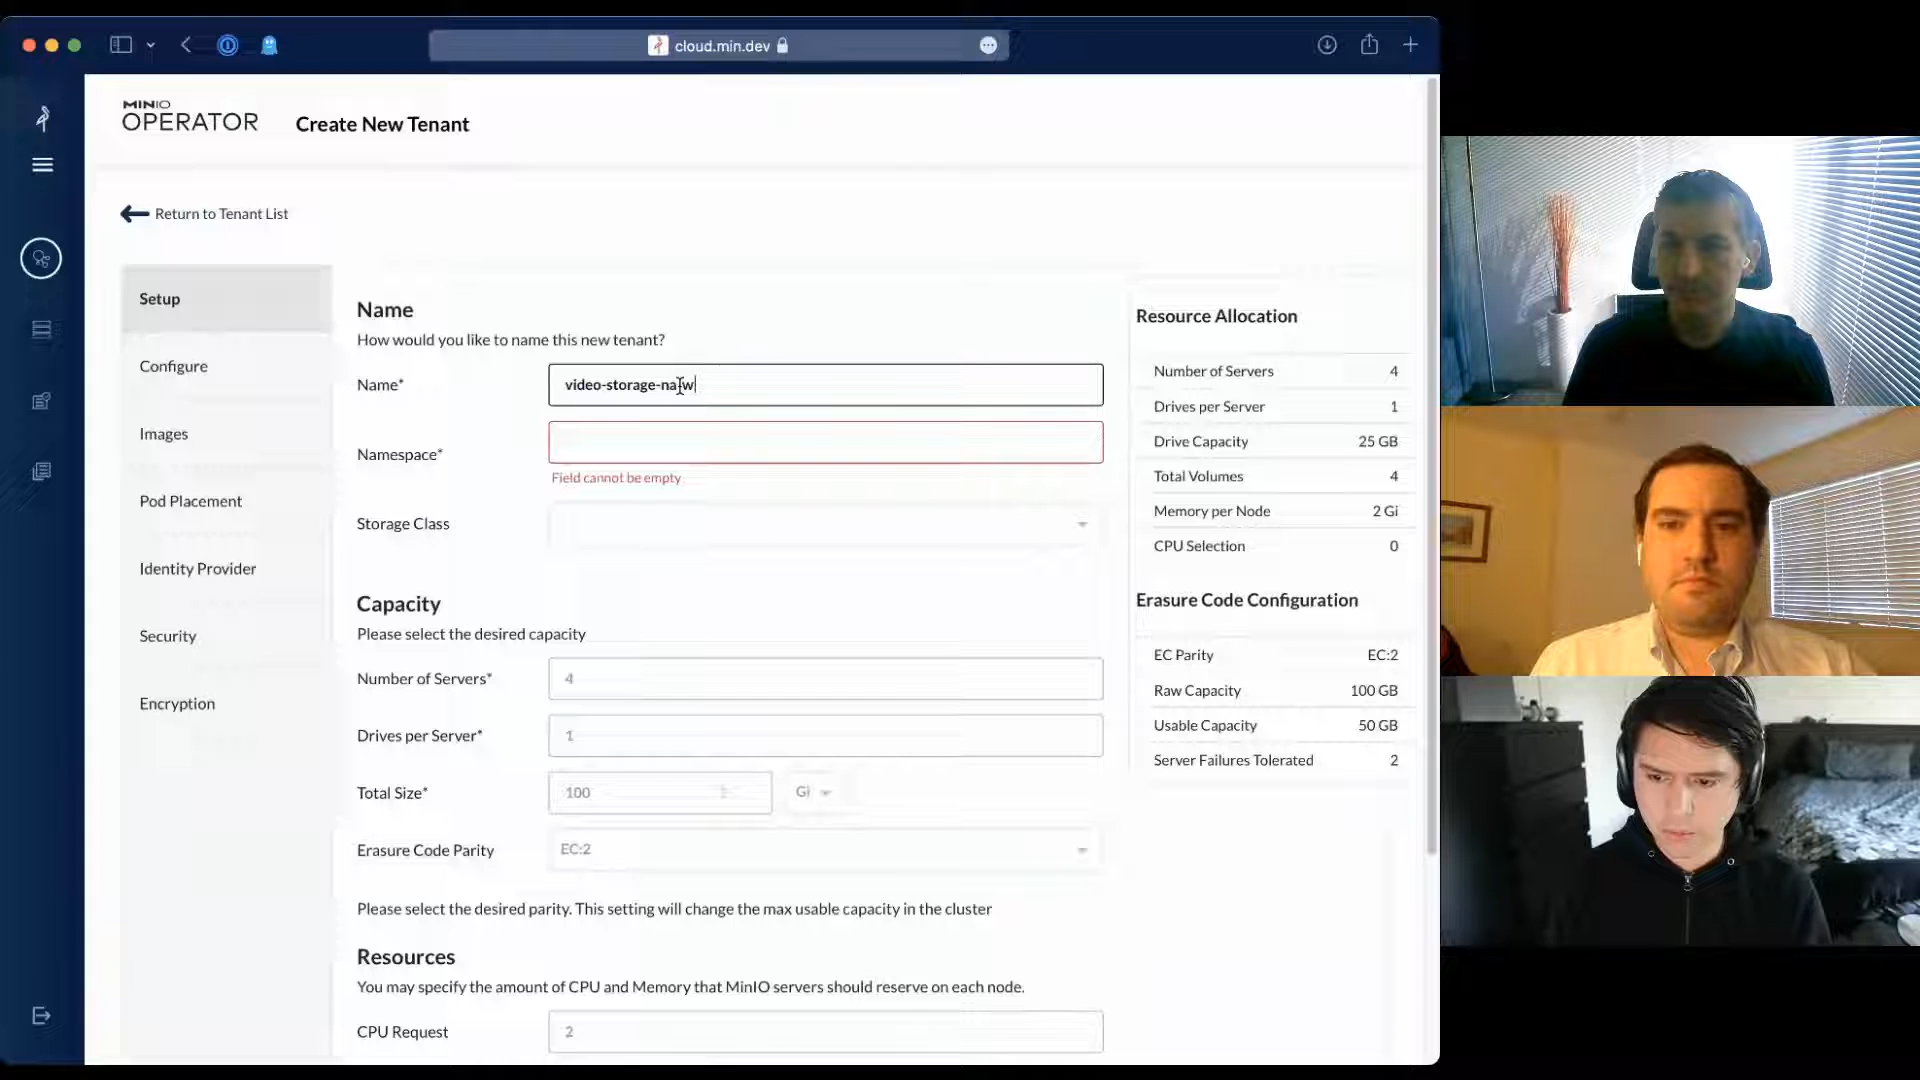 cloud.min.dev
MINIO
OPERATOR
Create New Tenant
Return to Tenant List
Setup
Configure
Images
Pod Placement
Identity Provider
Security
Encryption
Name
How would you like to name this new tenant?
Name*
Namespace*
Field cannot be empty
Storage Class
Capacity
Please select the desired capacity
Number of Servers*
4
Drives per Server*
1
Total Size*
100
Gi
Erasure Code Parity
EC:2
Please select the desired parity. This setting will change the max usable capacity in the cluster
Resources
You may specify the amount of CPU and Memory that MinIO servers should reserve on each node.
CPU Request
2
Resource Allocation
Number of Servers 4
Drives per Server 1
Drive Capacity 25 GB
Total Volumes 4
Memory per Node 2 Gi
CPU Selection 0
Erasure Code Configuration
EC Parity EC:2
Raw Capacity 100 GB
Usable Capacity 50 GB
Server Failures Tolerated 2